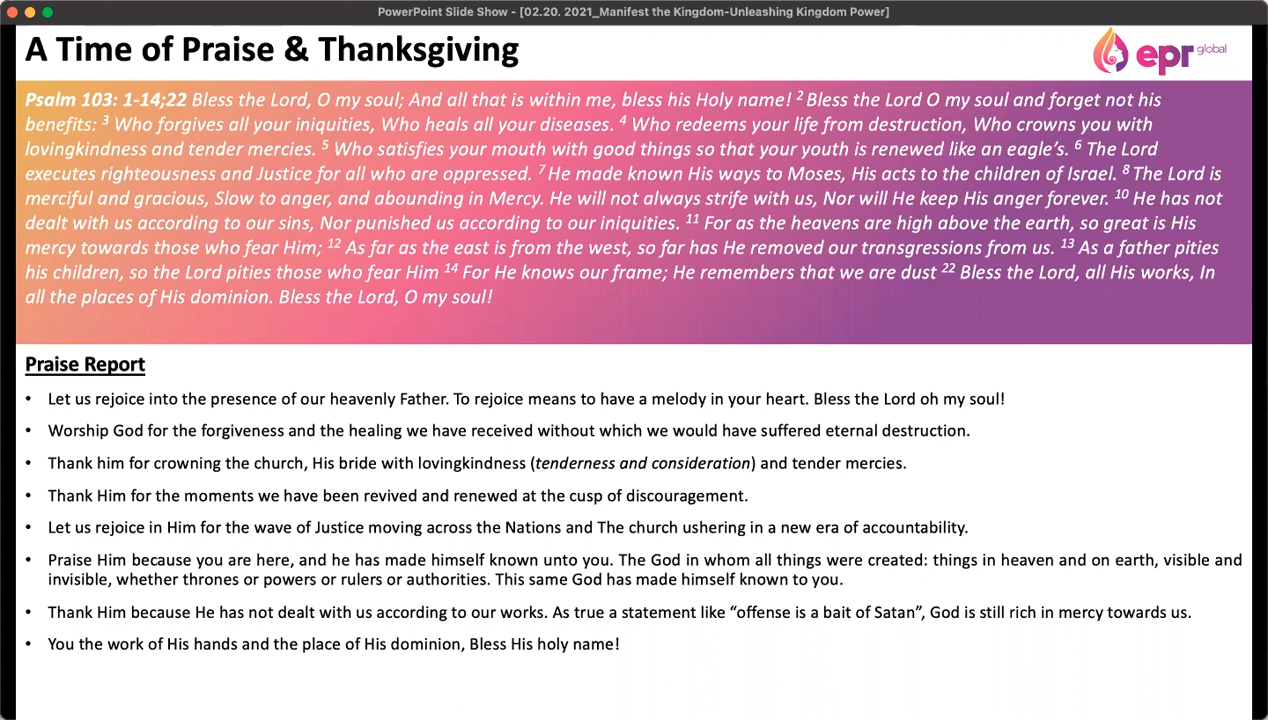 PowerPoint Slide Show - [02.20. 2021_Manifest the Kingdom-Unleashing Kingdom Power]
A Time of Praise & Thanksgiving
epr global
Psalm 103: 1-14;22 Bless the Lord, O my soul; And all that is within me, bless his Holy name! 2 Bless the Lord O my soul and forget not his
benefits: 3 Who forgives all your iniquities, Who heals all your diseases. 4 Who redeems your life from destruction, Who crowns you with
lovingkindness and tender mercies. 5 Who satisfies your mouth with good things so that your youth is renewed like an eagle's. 6 The Lord
executes righteousness and Justice for all who are oppressed. 7 He made known His ways to Moses, His acts to the children of Israel. 8 The Lord is
merciful and gracious, Slow to anger, and abounding in Mercy. He will not always strife with us, Nor will He keep His anger forever. 10 He has not
dealt with us according to our sins, Nor punished us according to our iniquities. 11 For as the heavens are high above the earth, so great is His
mercy towards those who fear Him; 12 As far as the east is from the west, so far has He removed our transgressions from us. 13 As a father pities
his children, so the Lord pities those who fear Him 14 For He knows our frame; He remembers that we are dust 22 Bless the Lord, all His works, In
all the places of His dominion. Bless the Lord, O my soul!
Praise Report
• Let us rejoice into the presence of our heavenly Father. To rejoice means to have a melody in your heart. Bless the Lord oh my soul!
• Worship God for the forgiveness and the healing we have received without which we would have suffered eternal destruction.
• Thank him for crowning the church, His bride with lovingkindness (tenderness and consideration) and tender mercies.
• Thank Him for the moments we have been revived and renewed at the cusp of discouragement.
• Let us rejoice in Him for the wave of Justice moving across the Nations and The church ushering in a new era of accountability.
• Praise Him because you are here, and he has made himself known unto you. The God in whom all things were created: things in heaven and on earth, visible and
invisible, whether thrones or powers or rulers or authorities. This same God has made himself known to you.
• Thank Him because He has not dealt with us according to our works. As true a statement like “offense is a bait of Satan”, God is still rich in mercy towards us.
• You the work of His hands and the place of His dominion, Bless His holy name!